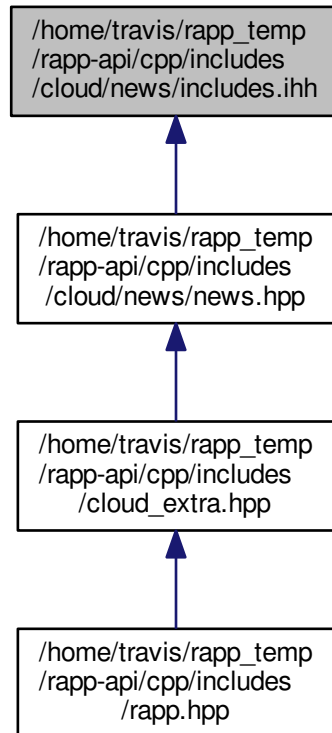 /home/travis/rapp_temp
/rapp-api/cpp/includes
/cloud/news/includes.ihh
/home/travis/rapp_temp
/rapp-api/cpp/includes
/cloud/news/news.hpp
/home/travis/rapp_temp
/rapp-api/cpp/includes
/cloud_extra.hpp
/home/travis/rapp_temp
/rapp-api/cpp/includes
/rapp.hpp